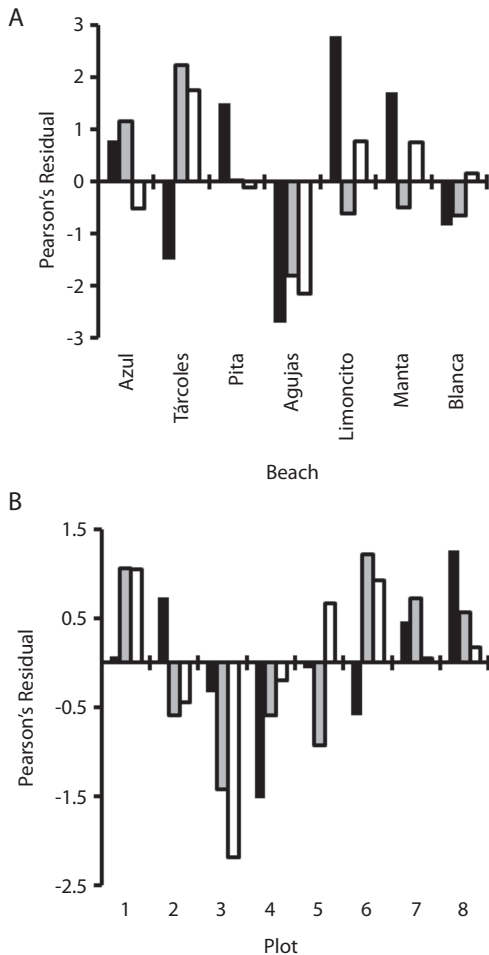 A
Pearson's Residual
3
2
1
0
-1
-2
-3
Azul
Tárcoles
Pita
Agujas
Limoncito
Manta
Blanca
Beach
B
Pearson's Residual
1.5
0.5
-0.5
-1.5
-2.5
1 2 3 4 5 6 7 8
Plot